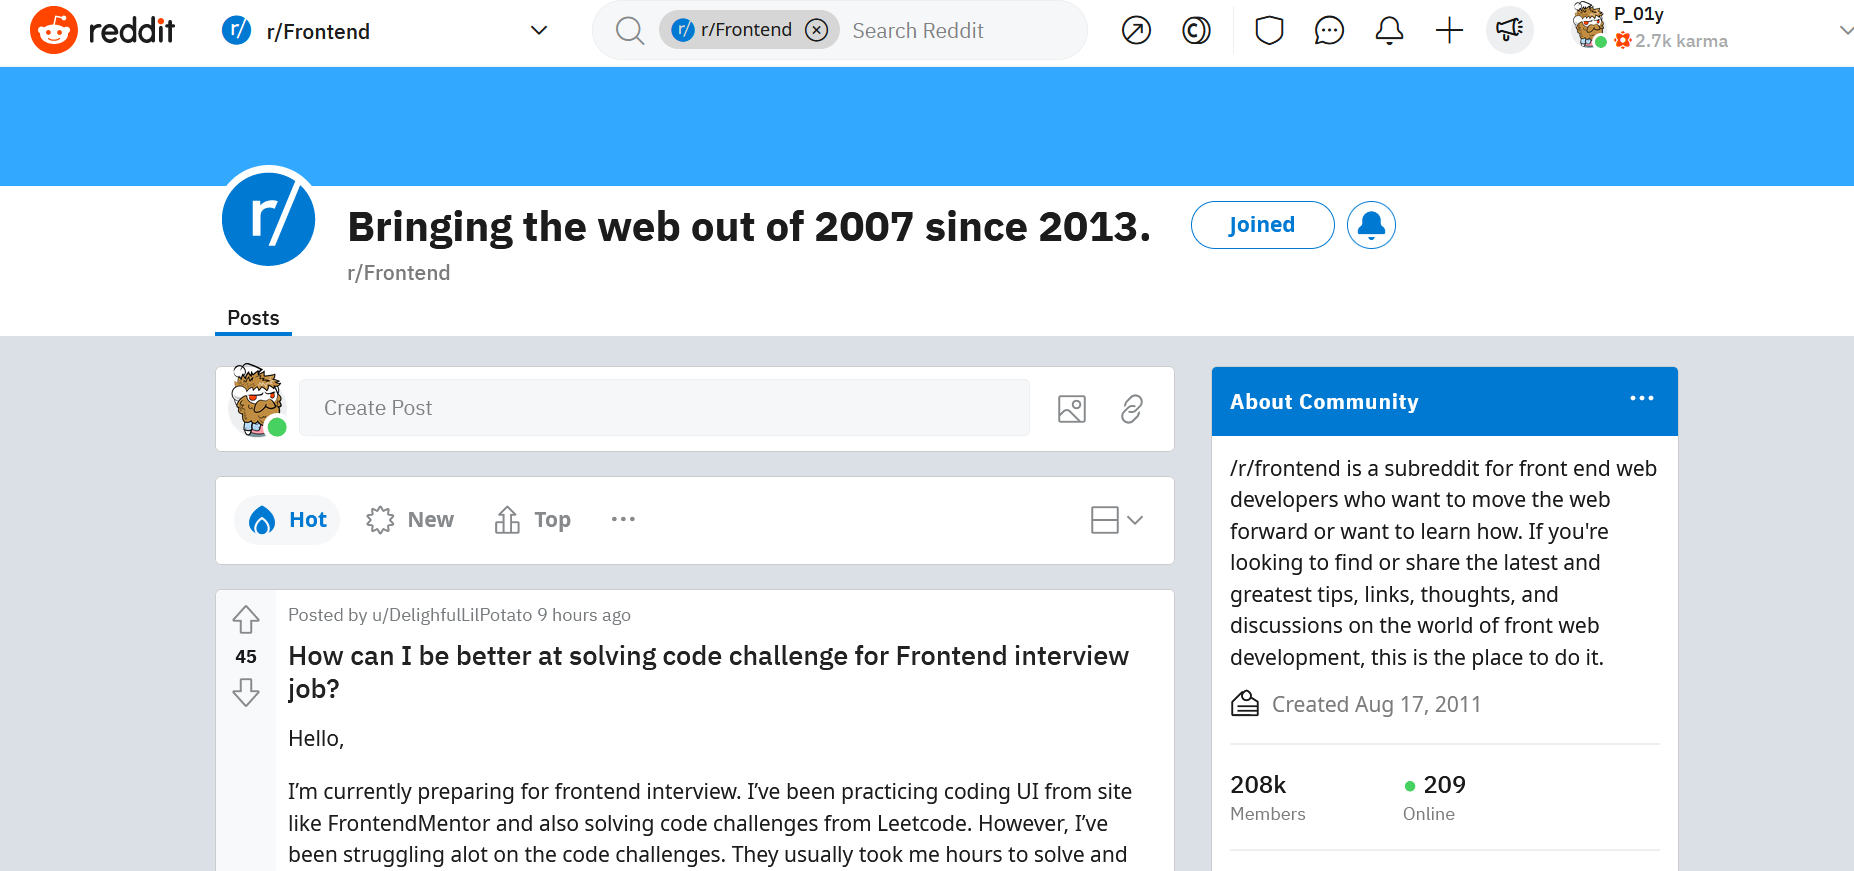 reddit
r/ r/Frontend
r/ r/Frontend
Search Reddit
P_01y
2.7k karma
r/
Bringing the web out of 2007 since 2013.
Joined
r/Frontend
Posts
Create Post
Hot
New
Top
Posted by u/DelighfulLilPotato 9 hours ago
45
How can I be better at solving code challenge for Frontend interview
job?
Hello,
I’m currently preparing for frontend interview. I’ve been practicing coding UI from site
like FrontendMentor and also solving code challenges from Leetcode. However, I’ve
been struggling alot on the code challenges. They usually took me hours to solve and
About Community
/r/frontend is a subreddit for front end web
developers who want to move the web
forward or want to learn how. If you're
looking to find or share the latest and
greatest tips, links, thoughts, and
discussions on the world of front web
development, this is the place to do it.
Created Aug 17, 2011
208k
209
Members
Online